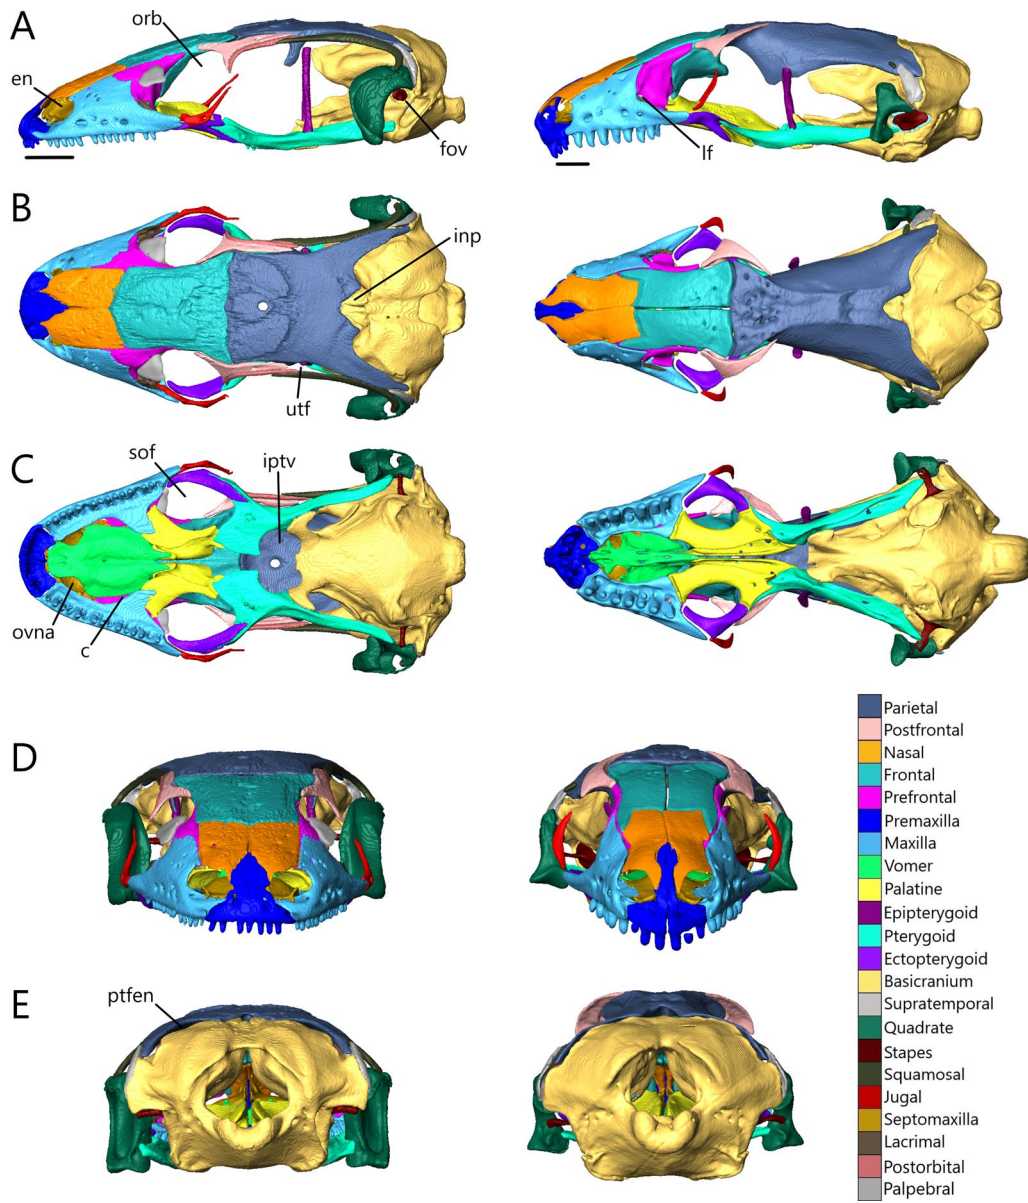 A
orb
en
fov
lf
B
inp
utf
C
sof
iptv
ovna
c
D
E
ptfen
Parietal
Postfrontal
Nasal
Frontal
Prefrontal
Premaxilla
Maxilla
Vomer
Palatine
Epipterygoid
Pterygoid
Ectopterygoid
Basicranium
Supratemporal
Quadrate
Stapes
Squamosal
Jugal
Septomaxilla
Lacrimal
Postorbital
Palpebral